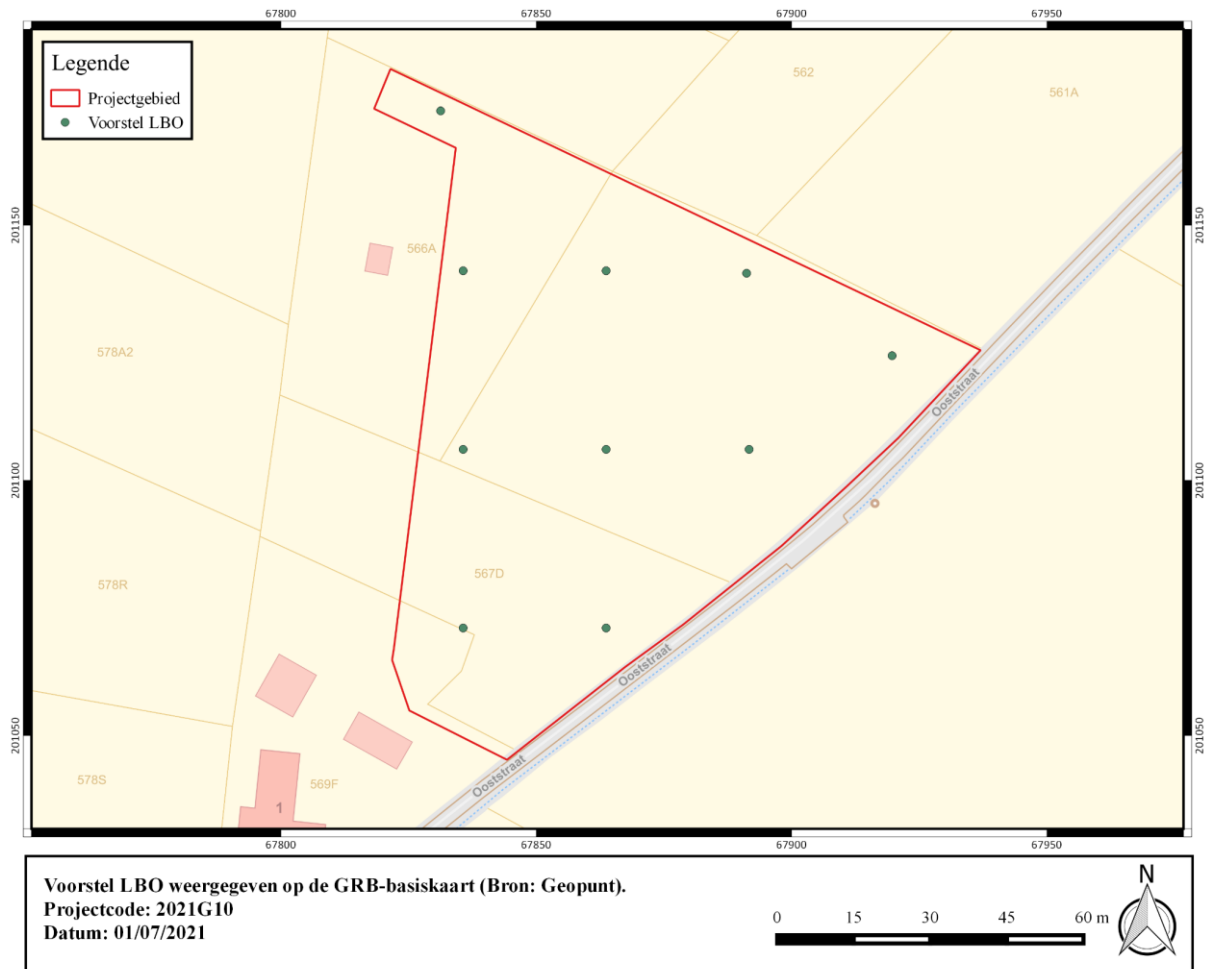 67800 67850 67900 67950
Legende
Projectgebied
Voorstel LBO
562
561A
201150 201150
566A
578A2
Ooststraat
201100 201100
567D
578R
Ooststraat
201050 201050
Ooststraat
578S
569F
1
67800 67850 67900 67950
Voorstel LBO weergegeven op de GRB-basiskaart (Bron: Geopunt).
Projectcode: 2021G10
Datum: 01/07/2021
0 15 30 45 60 m
N